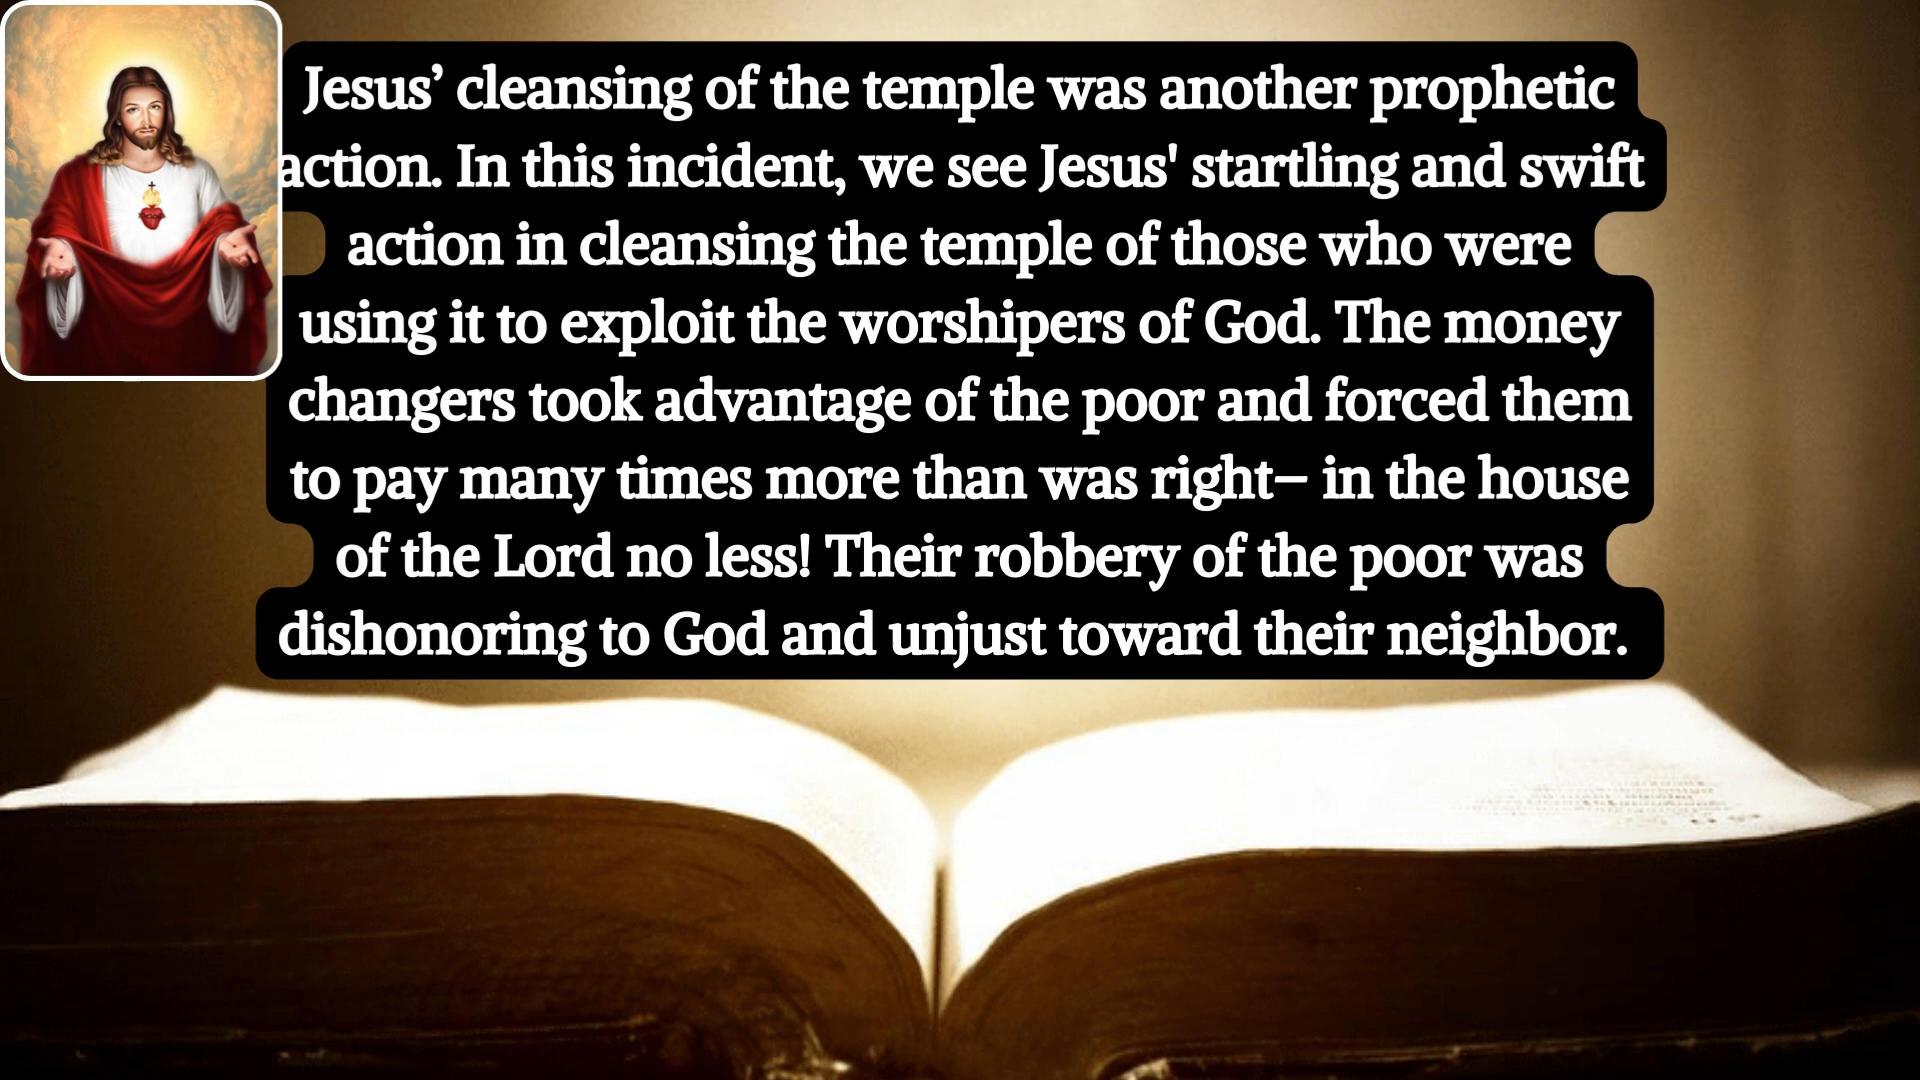 Jesus’ cleansing of the temple was another prophetic
action. In this incident, we see Jesus' startling and swift
action in cleansing the temple of those who were
using it to exploit the worshipers of God. The money
changers took advantage of the poor and forced them
to pay many times more than was right– in the house
of the Lord no less! Their robbery of the poor was
dishonoring to God and unjust toward their neighbor.